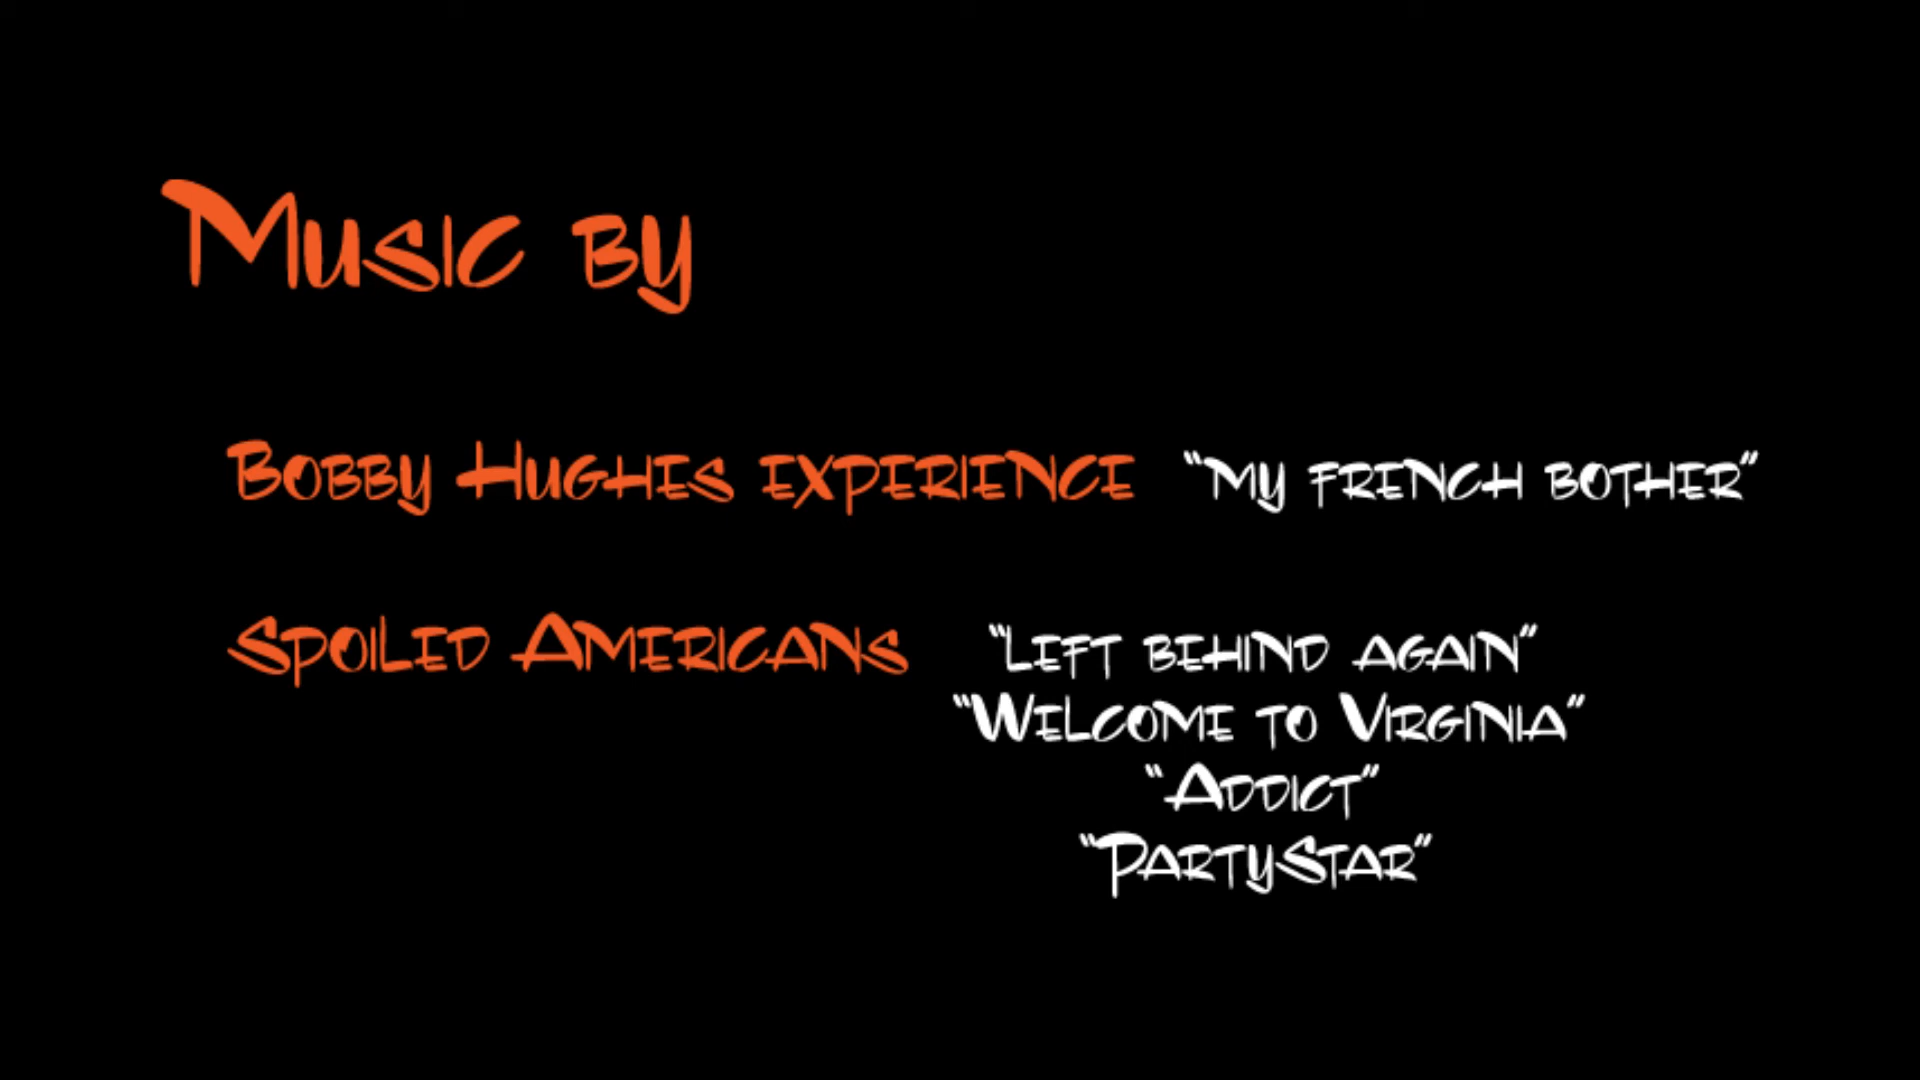 Music by
Bobby Hughes experience "my french bother"
Spoiled Americans "Left behind again"
"Welcome to Virginia"
"Addict"
"PartyStar"